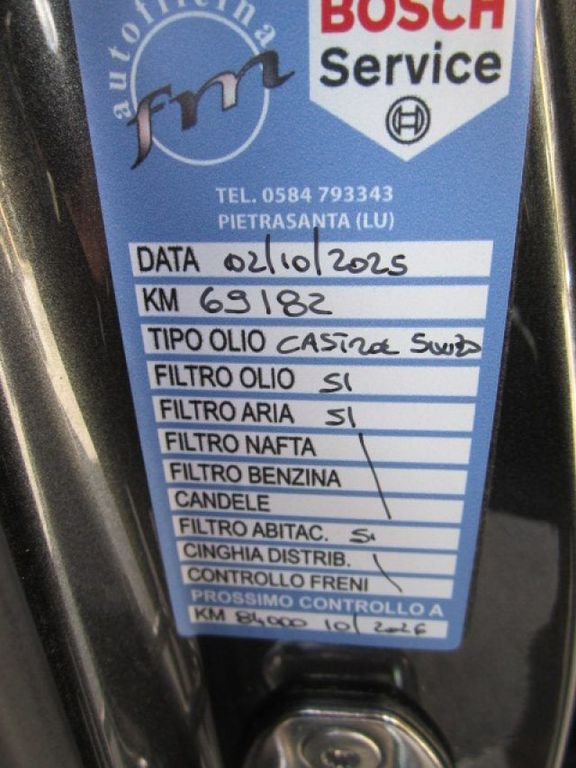 autofficina
fm
BOSCH
Service
TEL. 0584 793343
PIETRASANTA (LU)
DATA 02/10/2025
KM 69182
TIPO OLIO CASTROL 5W30
FILTRO OLIO SI
FILTRO ARIA SI
FILTRO NAFTA
FILTRO BENZINA
CANDELE
FILTRO ABITAC. SI
CINGHIA DISTRIB.
CONTROLLO FRENI
PROSSIMO CONTROLLO A
KM 84000 10/2026